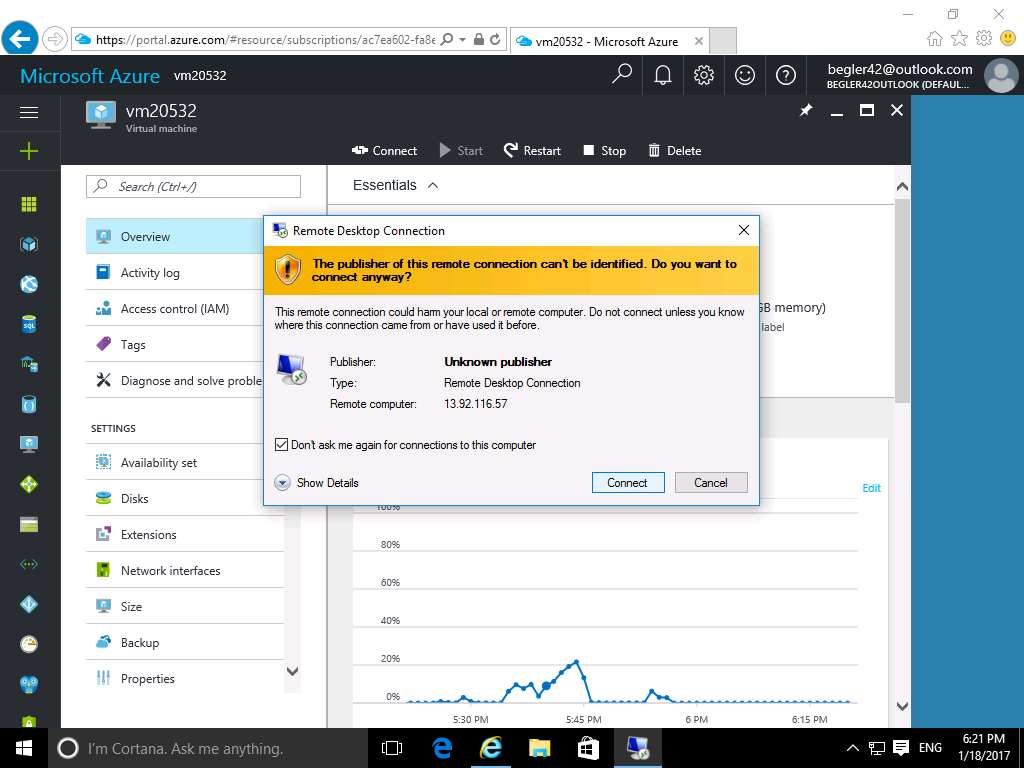 https://portal.azure.com/#resource/subscriptions/ac7ea602-fa8e
vm20532 - Microsoft Azure
Microsoft Azure vm20532
begler42@outlook.com
BEGLER42OUTLOOK (DEFAUL...
vm20532
Virtual machine
Connect Start Restart Stop Delete
Search (Ctrl+/)
Essentials
Overview
Activity log
Access control (IAM)
Tags
Diagnose and solve proble
SETTINGS
Availability set
Disks
Extensions
Network interfaces
Size
Backup
Properties
Remote Desktop Connection
The publisher of this remote connection can't be identified. Do you want to
connect anyway?
This remote connection could harm your local or remote computer. Do not connect unless you know
where this connection came from or have used it before.
Publisher: Unknown publisher
Type: Remote Desktop Connection
Remote computer: 13.92.116.57
Don't ask me again for connections to this computer
Show Details Connect Cancel
GB memory)
label
Edit
SQL
100%
80%
60%
40%
20%
0%
5:30 PM 5:45 PM 6 PM 6:15 PM
I'm Cortana. Ask me anything.
ENG
6:21 PM
1/18/2017